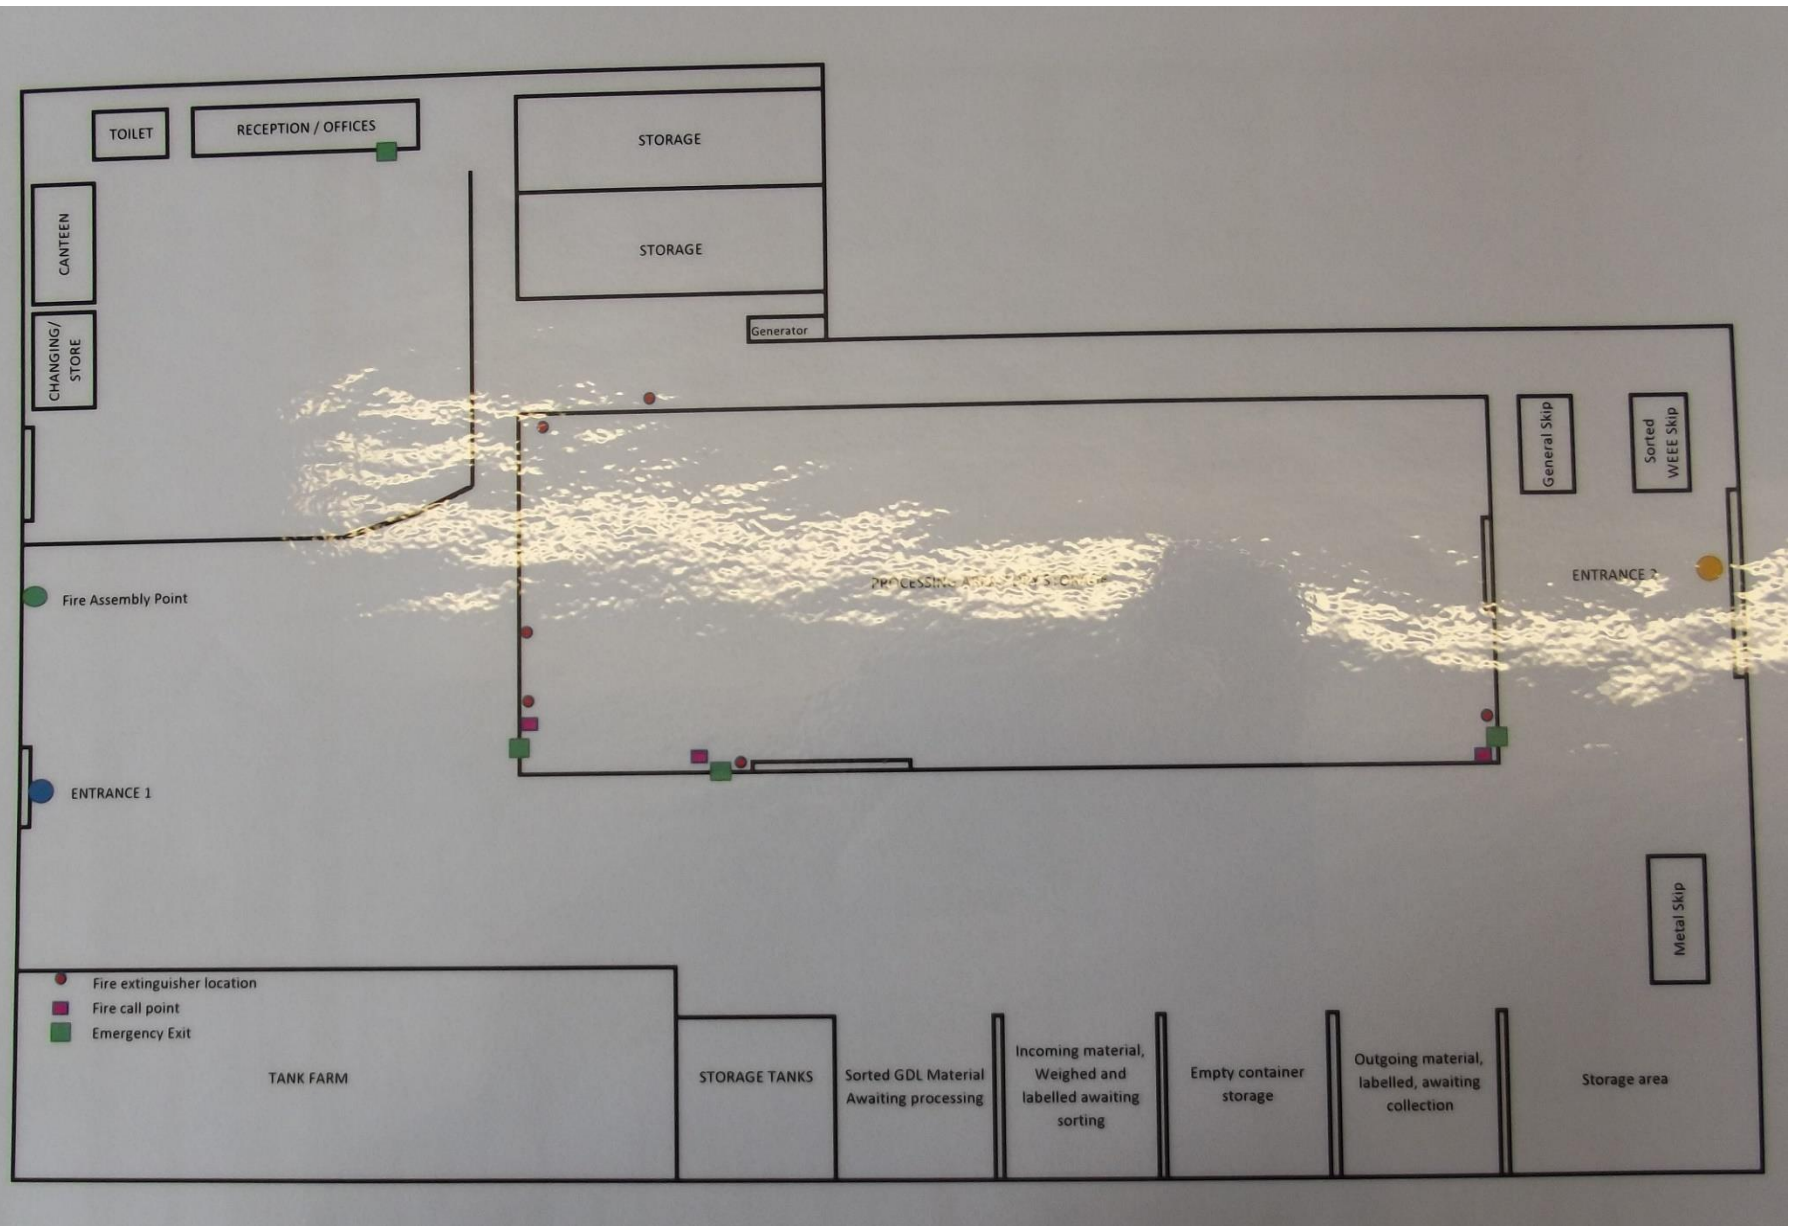 TOILET
RECEPTION / OFFICES
STORAGE
CANTEEN
STORAGE
CHANGING/
STORE
Generator
General Skip
Sorted
WEEE Skip
PROCESSING
ENTRANCE 2
Fire Assembly Point
ENTRANCE 1
Metal Skip
Fire extinguisher location
Fire call point
Emergency Exit
TANK FARM
STORAGE TANKS
Sorted GDL Material
Awaiting processing
Incoming material,
Weighed and
labelled awaiting
sorting
Empty container
storage
Outgoing material,
labelled, awaiting
collection
Storage area